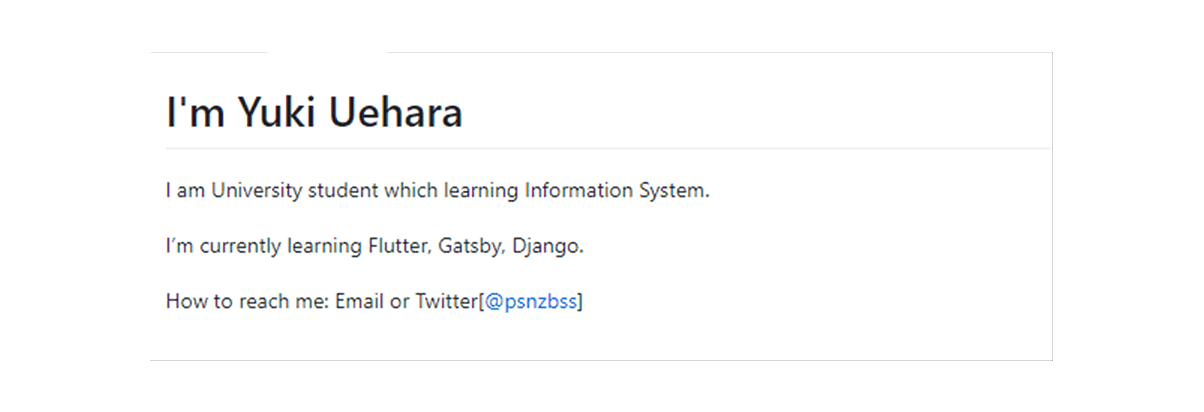 I'm Yuki Uehara
I am University student which learning Information System.
I’m currently learning Flutter, Gatsby, Django.
How to reach me: Email or Twitter[@psnzbss]